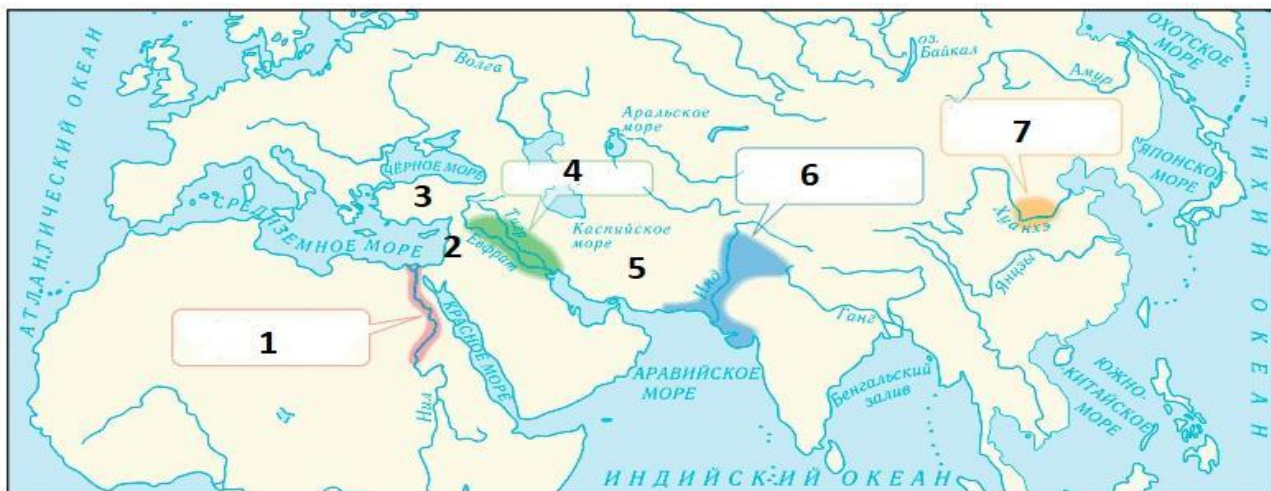 АТЛАНТИЧЕСКИЙ ОКЕАН
Волга
оз.
Байкал
ОХОТСКОЕ
МОРЕ
Амур
Аральское
море
7
ТИХИЙ ОКЕАН
ЯПОНСКОЕ
МОРЕ
ЧЁРНОЕ МОРЕ
4
6
3
СРЕДИЗЕМНОЕ МОРЕ
Тигр
Евфрат
Каспийское
море
Хуанхэ
2
5
Инд
Янцзы
1
КРАСНОЕ МОРЕ
Ганг
Нил
Ц
АРАВИЙСКОЕ
МОРЕ
Бенгальский
залив
ЮЖНО-
КИТАЙСКОЕ
МОРЕ
ИНДИЙСКИЙ ОКЕАН